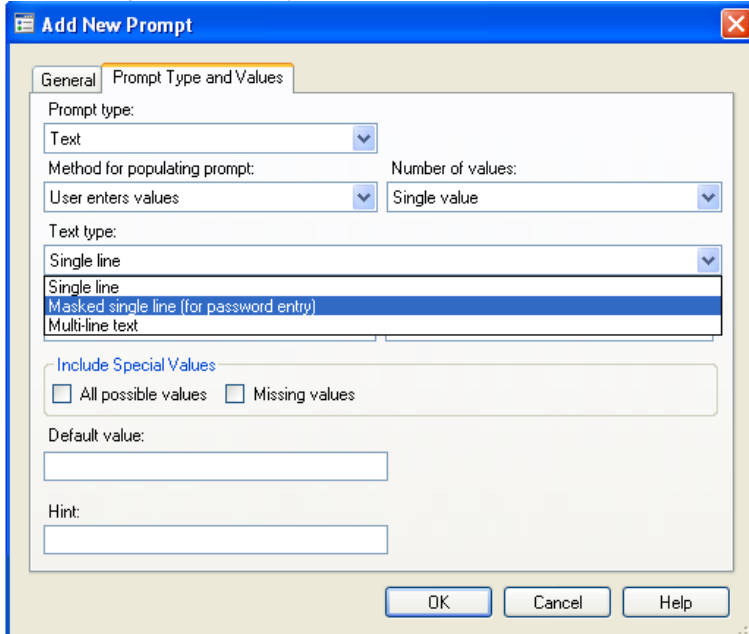 Add New Prompt
General Prompt Type and Values
Prompt type:
Text
Method for populating prompt: Number of values:
User enters values Single value
Text type:
Single line
Single line
Masked single line (for password entry)
Multi-line text
Include Special Values
All possible values Missing values
Default value:
Hint:
OK Cancel Help